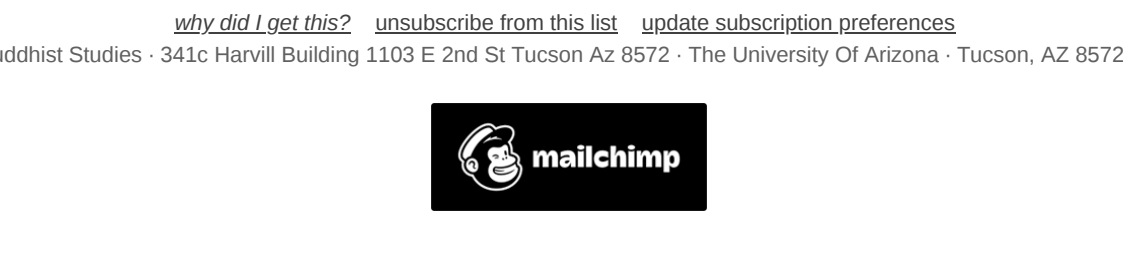 why did I get this? unsubscribe from this list update subscription preferences
uddhist Studies · 341c Harvill Building 1103 E 2nd St Tucson Az 8572 · The University Of Arizona · Tucson, AZ 8572
mailchimp